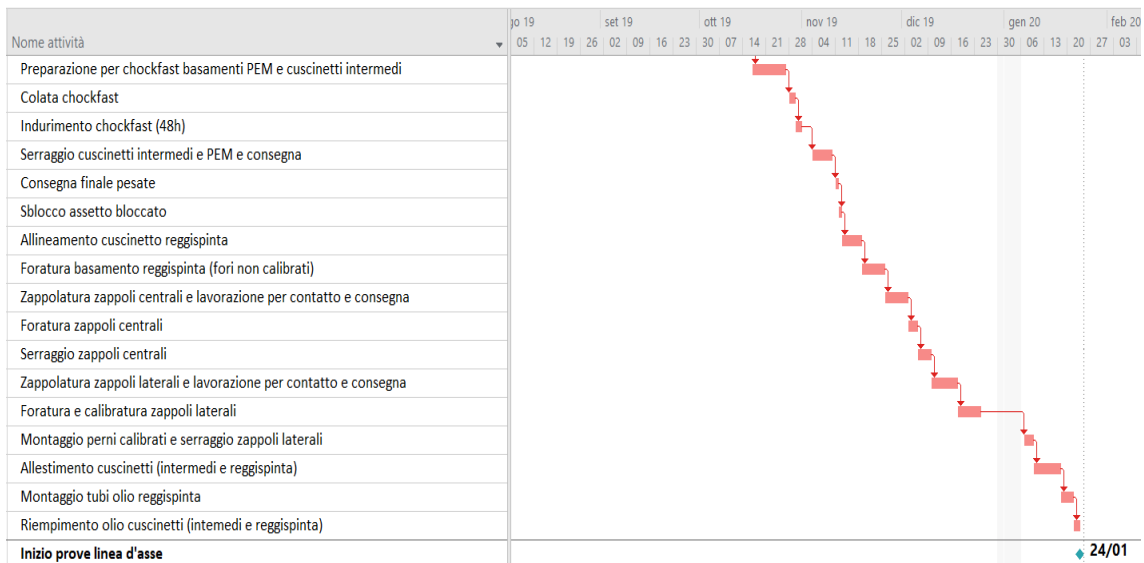 go 19 set 19 ott 19 nov 19 dic 19 gen 20 feb 20
Nome attività 05 12 19 26 02 09 16 23 30 07 14 21 28 04 11 18 25 02 09 16 23 30 06 13 20 27 03
Preparazione per chockfast basamenti PEM e cuscinetti intermedi
Colata chockfast
Indurimento chockfast (48h)
Serraggio cuscinetti intermedi e PEM e consegna
Consegna finale pesate
Sblocco assetto bloccato
Allineamento cuscinetto reggispinta
Foratura basamento reggispinta (fori non calibrati)
Zappolatura zappoli centrali e lavorazione per contatto e consegna
Foratura zappoli centrali
Serraggio zappoli centrali
Zappolatura zappoli laterali e lavorazione per contatto e consegna
Foratura e calibratura zappoli laterali
Montaggio perni calibrati e serraggio zappoli laterali
Allestimento cuscinetti (intermedi e reggispinta)
Montaggio tubi olio reggispinta
Riempimento olio cuscinetti (intemedi e reggispinta)
Inizio prove linea d'asse 24/01